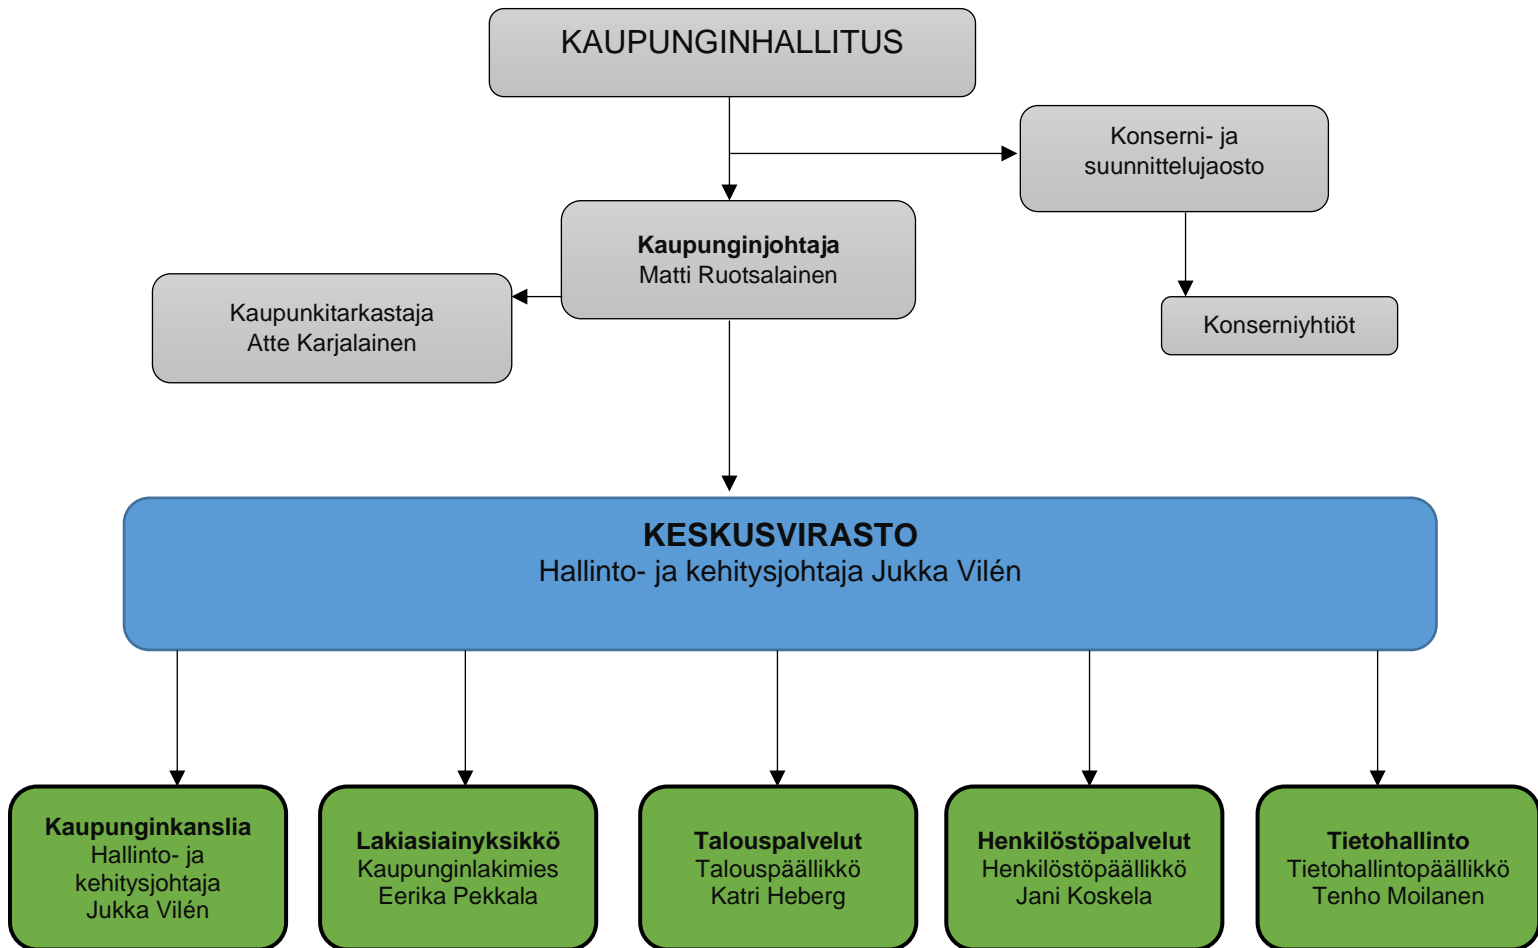 KAUPUNGINHALLITUS
Konserni- ja
suunnittelujaosto
Kaupunginjohtaja
Matti Ruotsalainen
Kaupunkitarkastaja
Atte Karjalainen
Konserniyhtiöt
KESKUSVIRASTO
Hallinto- ja kehitysjohtaja Jukka Vilén
Kaupunginkanslia
Hallinto- ja
kehitysjohtaja
Jukka Vilén
Lakiasiainyksikkö
Kaupunginlakimies
Eerika Pekkala
Talouspalvelut
Talouspäällikkö
Katri Heberg
Henkilöstöpalvelut
Henkilöstöpäällikkö
Jani Koskela
Tietohallinto
Tietohallintopäällikkö
Tenho Moilanen